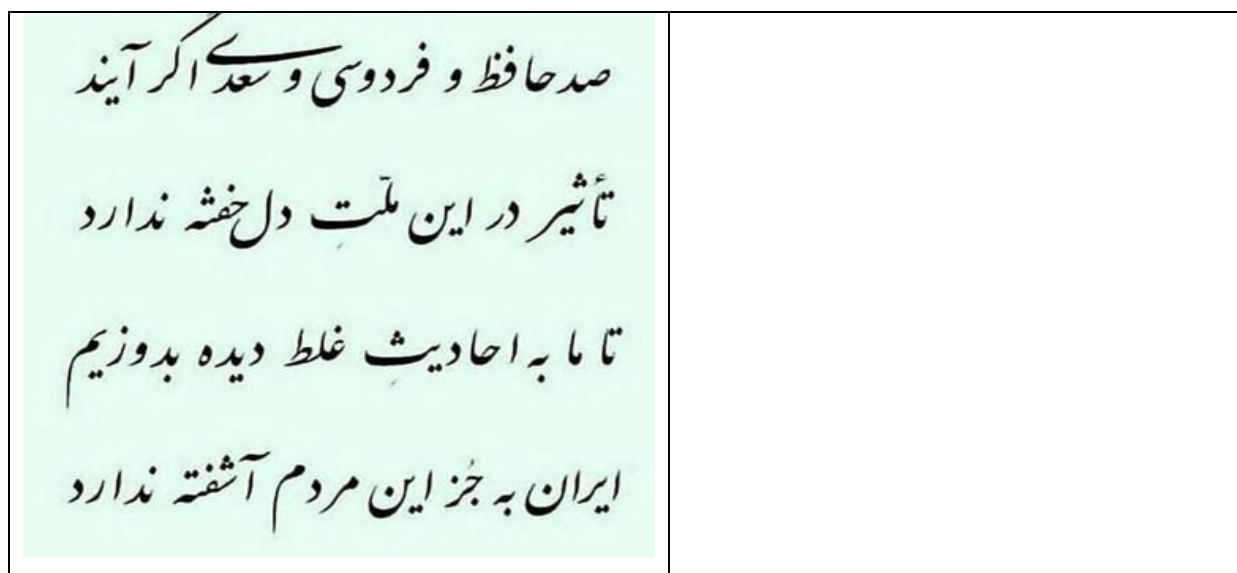 صد حافظ و فردوسی و سعدی اگر آیند
تأثیر در این ملّتِ دل خفته ندارد
تا ما به احادیثِ غلط دیده بدوزیم
ایران به جُز این مردم آشفته ندارد